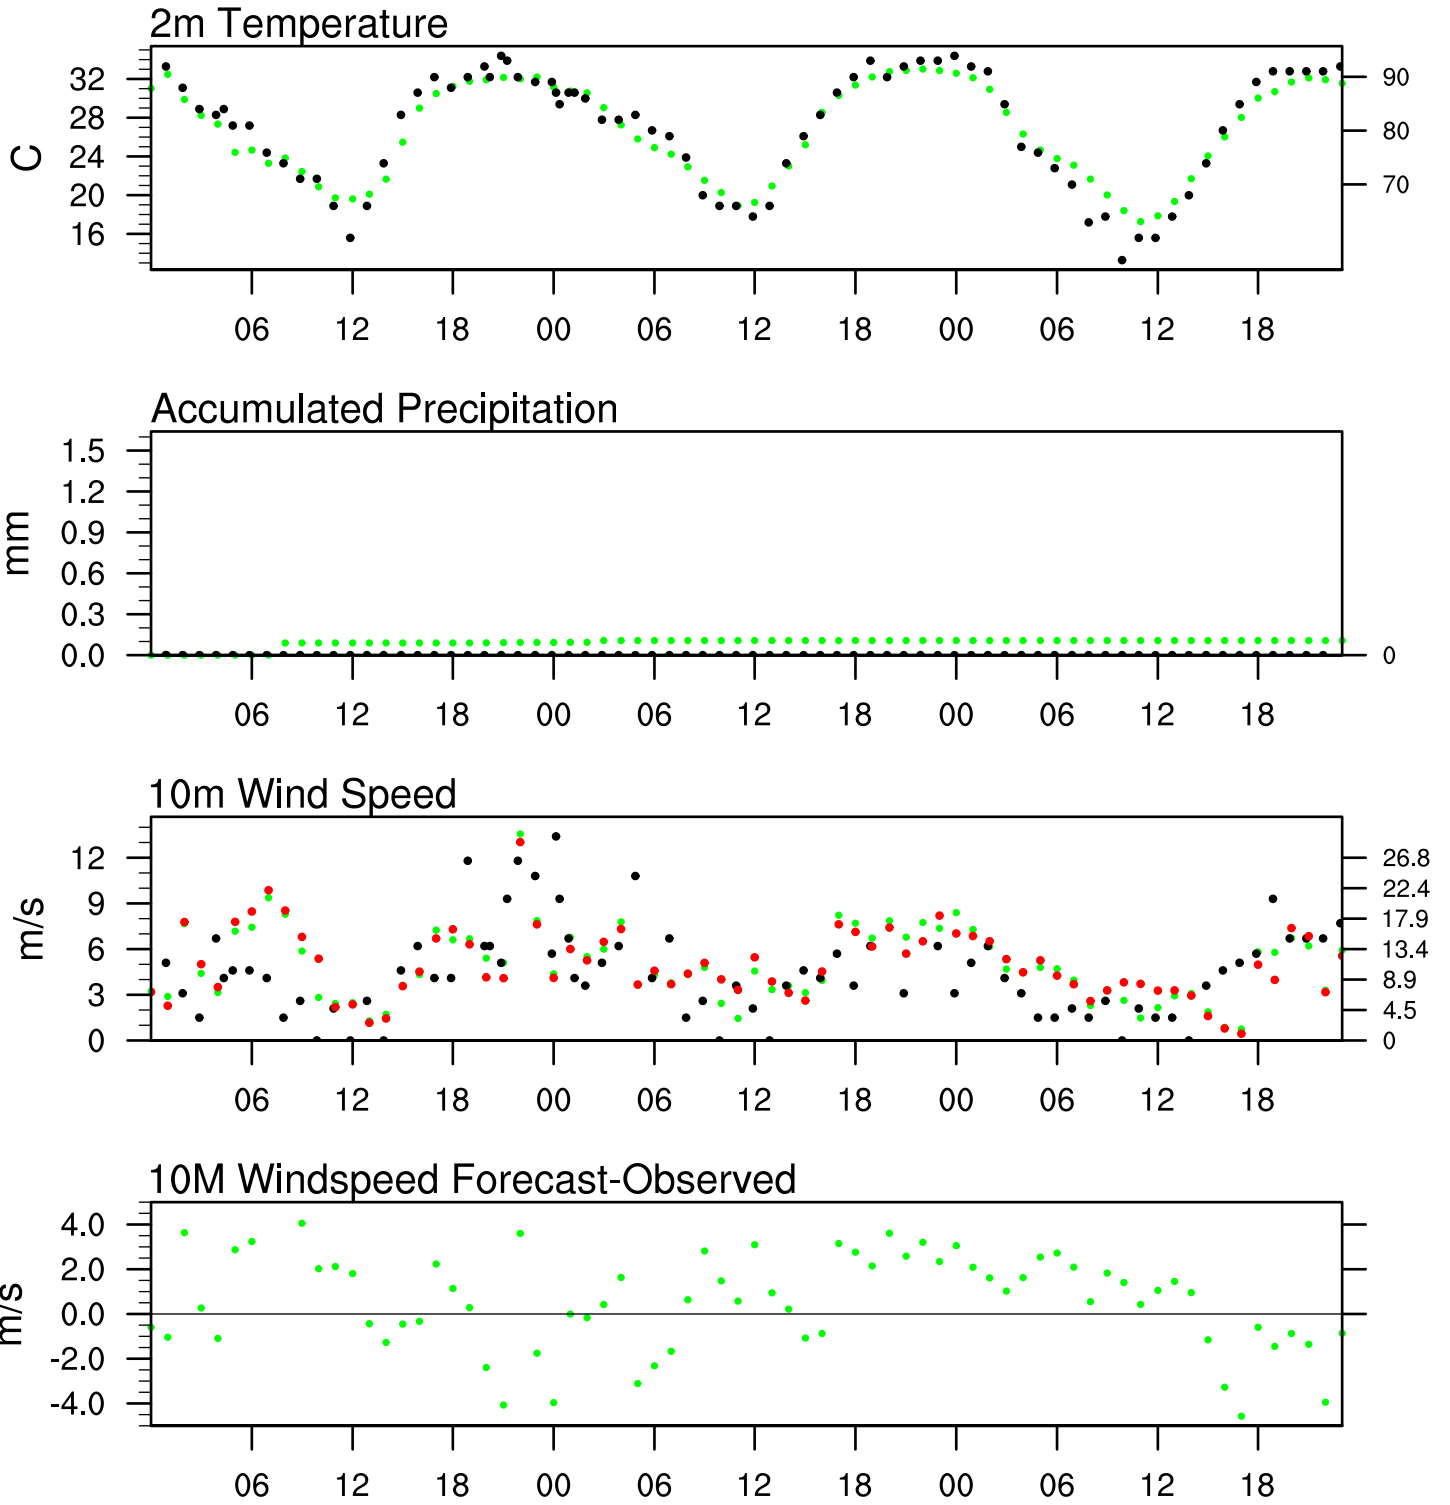 2m Temperature
C
32
28
24
20
16
90
80
70
06 12 18 00 06 12 18 00 06 12 18
Accumulated Precipitation
mm
1.5
1.2
0.9
0.6
0.3
0.0
0
06 12 18 00 06 12 18 00 06 12 18
10m Wind Speed
m/s
12
9
6
3
0
26.8
22.4
17.9
13.4
8.9
4.5
0
06 12 18 00 06 12 18 00 06 12 18
10M Windspeed Forecast-Observed
m/s
4.0
2.0
0.0
-2.0
-4.0
06 12 18 00 06 12 18 00 06 12 18